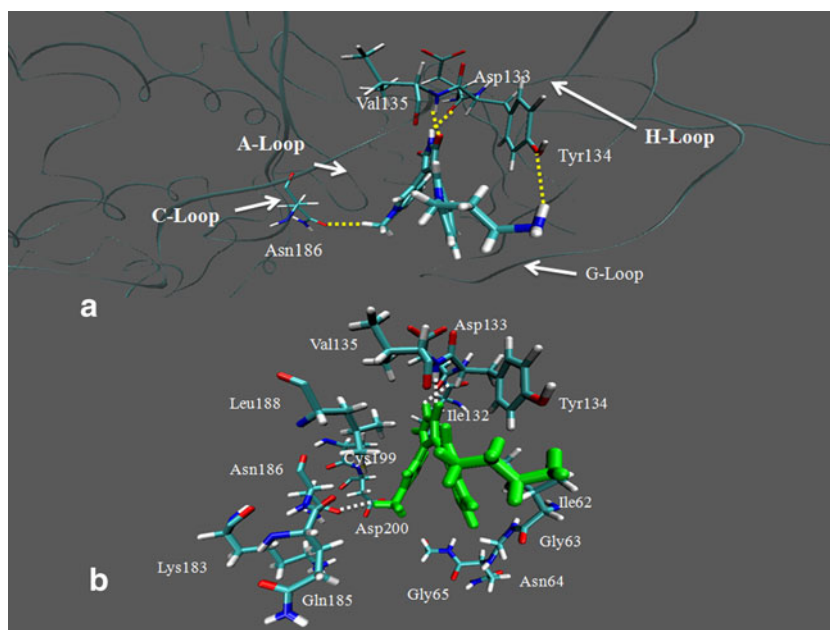 Val135
Asp133
A-Loop
Tyr134
H-Loop
C-Loop
Asn186
G-Loop
a
Asp133
Val135
Leu188
Ile132
Tyr134
Cys199
Asn186
Asp200
Ile62
Gly63
Lys183
Gln185
Gly65
Asn64
b